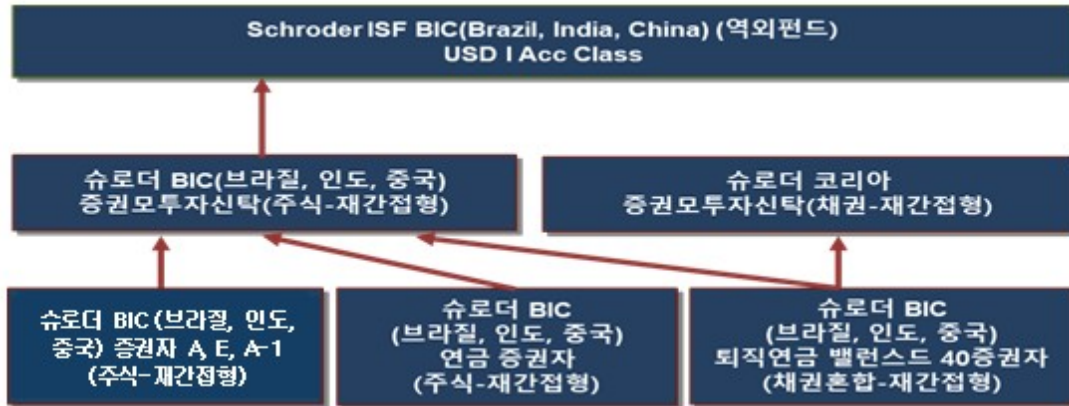 Schroder ISF BIC(Brazil, India, China) (역외펀드)
USD I Acc Class
슈로더 BIC(브라질, 인도, 중국)
증권모투자신탁(주식-재간접형)
슈로더 코리아
증권모투자신탁(채권-재간접형)
슈로더 BIC (브라질, 인도,
중국) 증권자 A, E, A-1
(주식-재간접형)
슈로더 BIC
(브라질, 인도, 중국)
연금 증권자
(주식-재간접형)
슈로더 BIC
(브라질, 인도, 중국)
퇴직연금 밸런스드 40증권자
(채권혼합-재간접형)